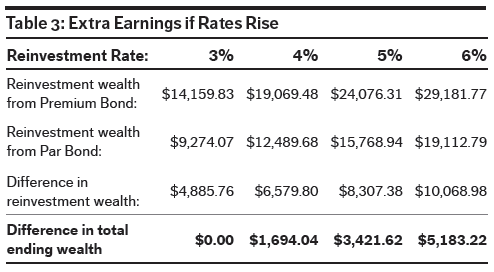 Table 3: Extra Earnings if Rates Rise
Reinvestment Rate: 3% 4% 5% 6%
Reinvestment wealth
from Premium Bond: $14,159.83 $19,069.48 $24,076.31 $29,181.77
Reinvestment wealth
from Par Bond: $9,274.07 $12,489.68 $15,768.94 $19,112.79
Difference in
reinvestment wealth: $4,885.76 $6,579.80 $8,307.38 $10,068.98
Difference in total
ending wealth $0.00 $1,694.04 $3,421.62 $5,183.22